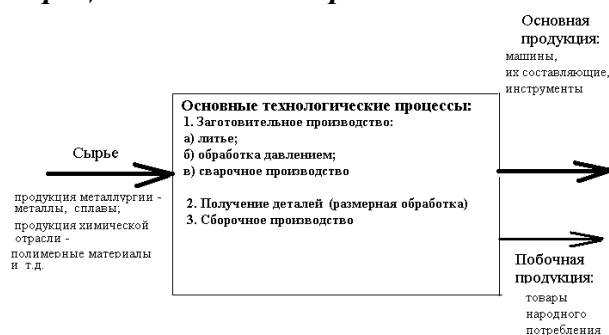 Основная
продукция:
машины,
их составляющие,
инструменты
Основные технологические процессы:
1. Заготовительное производство:
а) литье;
б) обработка давлением;
в) сварочное производство
2. Получение деталей (размерная обработка)
3. Сборочное производство
Сырье
продукция металлургии -
металлы, сплавы;
продукция химической
отрасли -
полимерные материалы
и т.д.
Побочная
продукция:
товары
народного
потребления